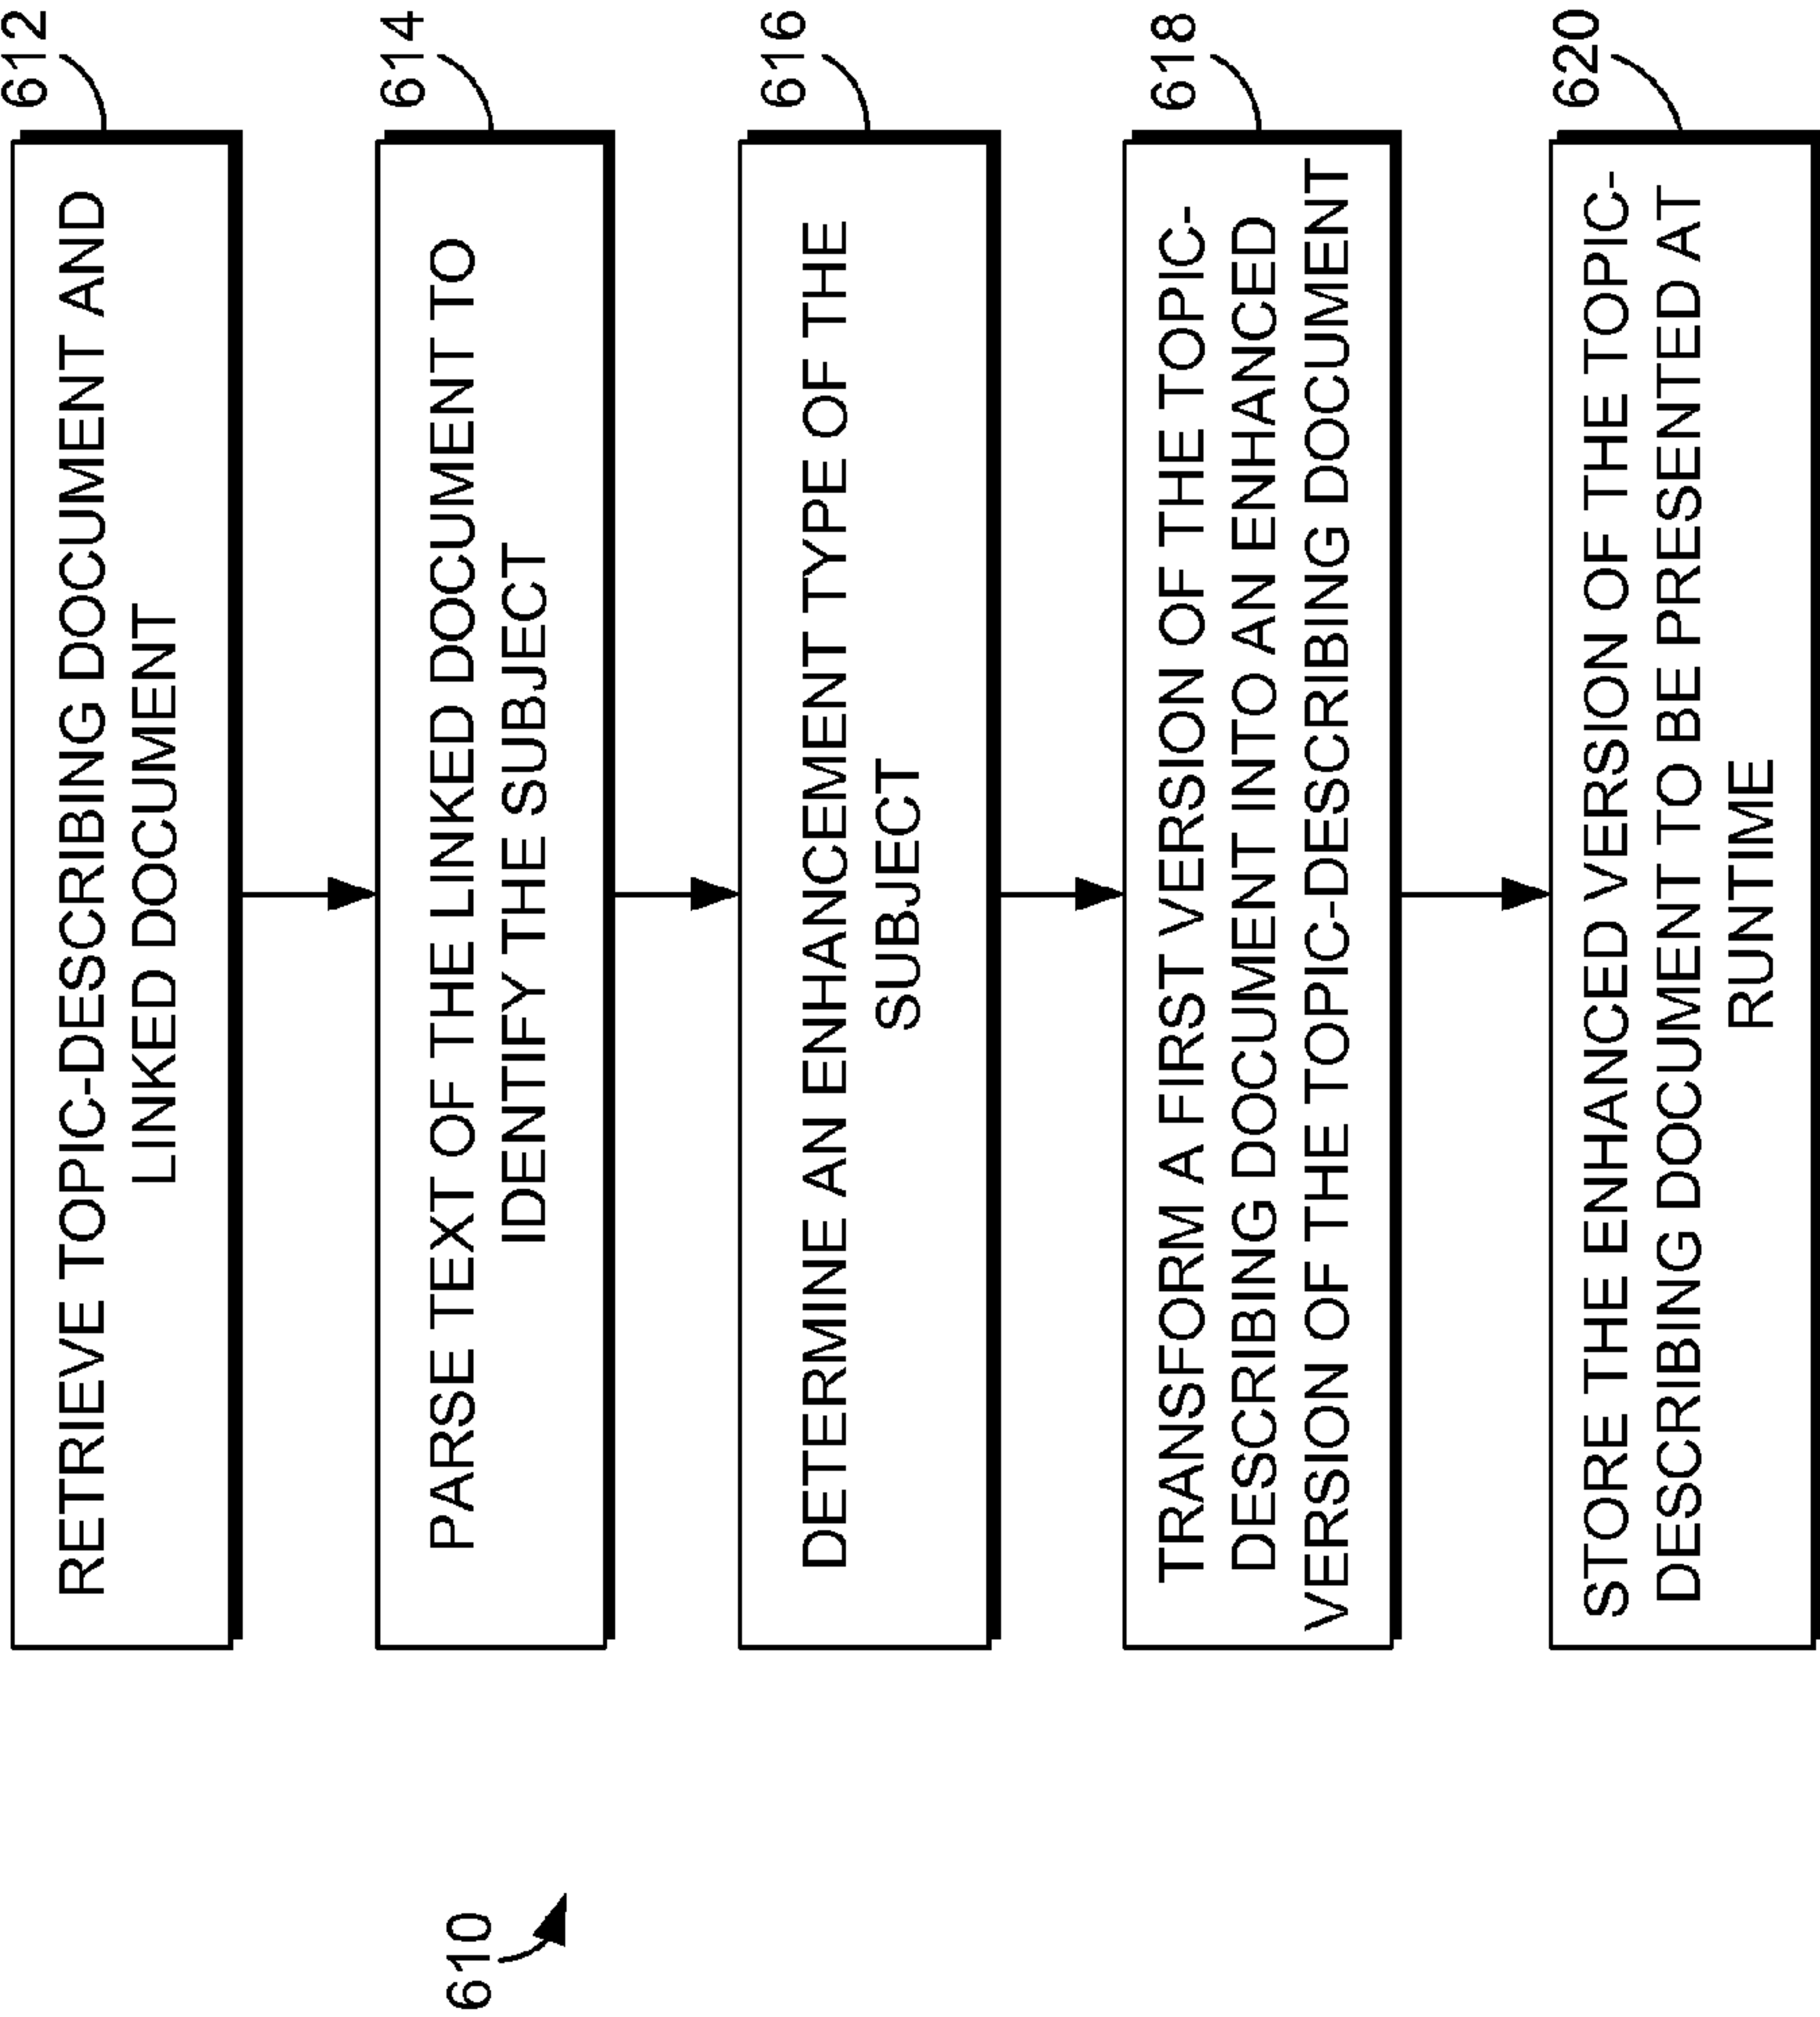 610
612
RETRIEVE TOPIC-DESCRIBING DOCUMENT AND
LINKED DOCUMENT
614
PARSE TEXT OF THE LINKED DOCUMENT TO
IDENTIFY THE SUBJECT
616
DETERMINE AN ENHANCEMENT TYPE OF THE
SUBJECT
618
TRANSFORM A FIRST VERSION OF THE TOPIC-
DESCRIBING DOCUMENT INTO AN ENHANCED
VERSION OF THE TOPIC-DESCRIBING DOCUMENT
620
STORE THE ENHANCED VERSION OF THE TOPIC-
DESCRIBING DOCUMENT TO BE PRESENTED AT
RUNTIME